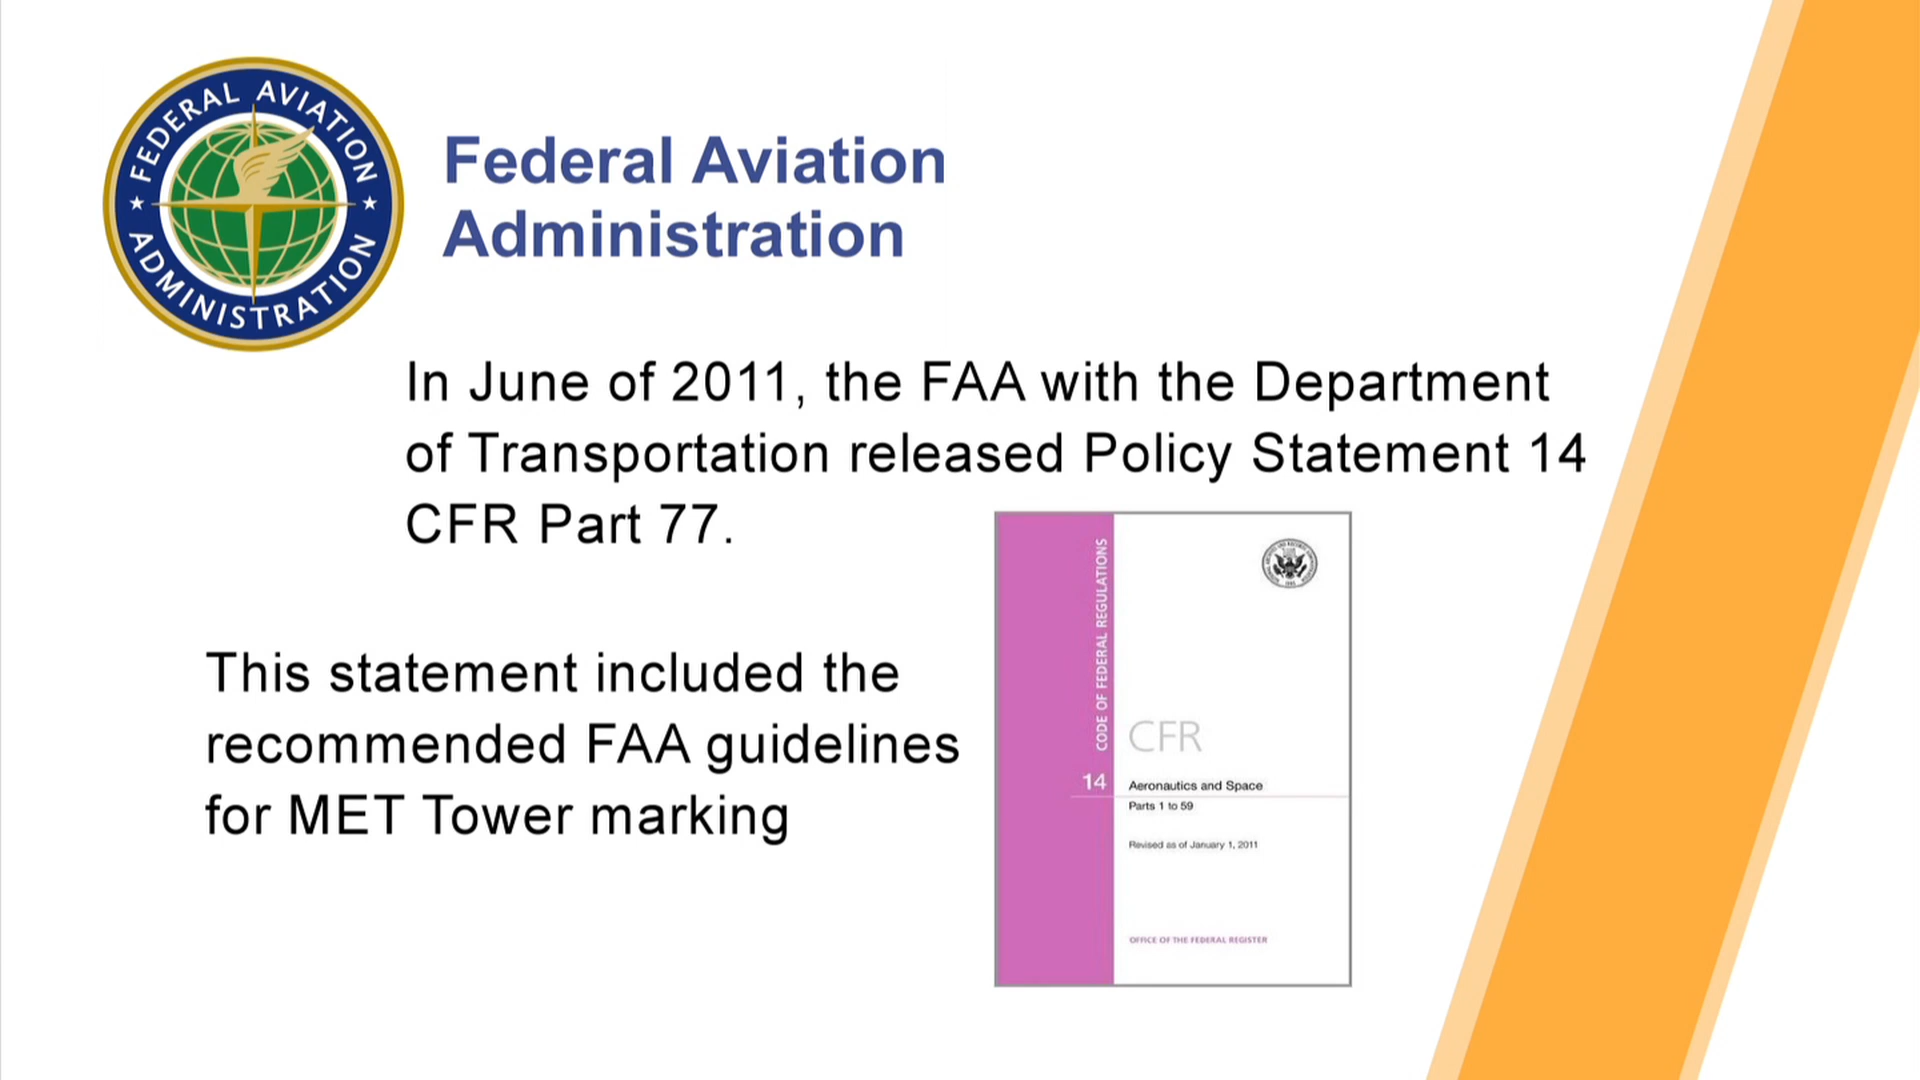 FEDERAL AVIATION
ADMINISTRATION
Federal Aviation
Administration
In June of 2011, the FAA with the Department
of Transportation released Policy Statement 14
CFR Part 77.
This statement included the
recommended FAA guidelines
for MET Tower marking
CODE OF FEDERAL REGULATIONS
CFR
14
Aeronautics and Space
Parts 1 to 59
Revised as of January 1, 2011
OFFICE OF THE FEDERAL REGISTER